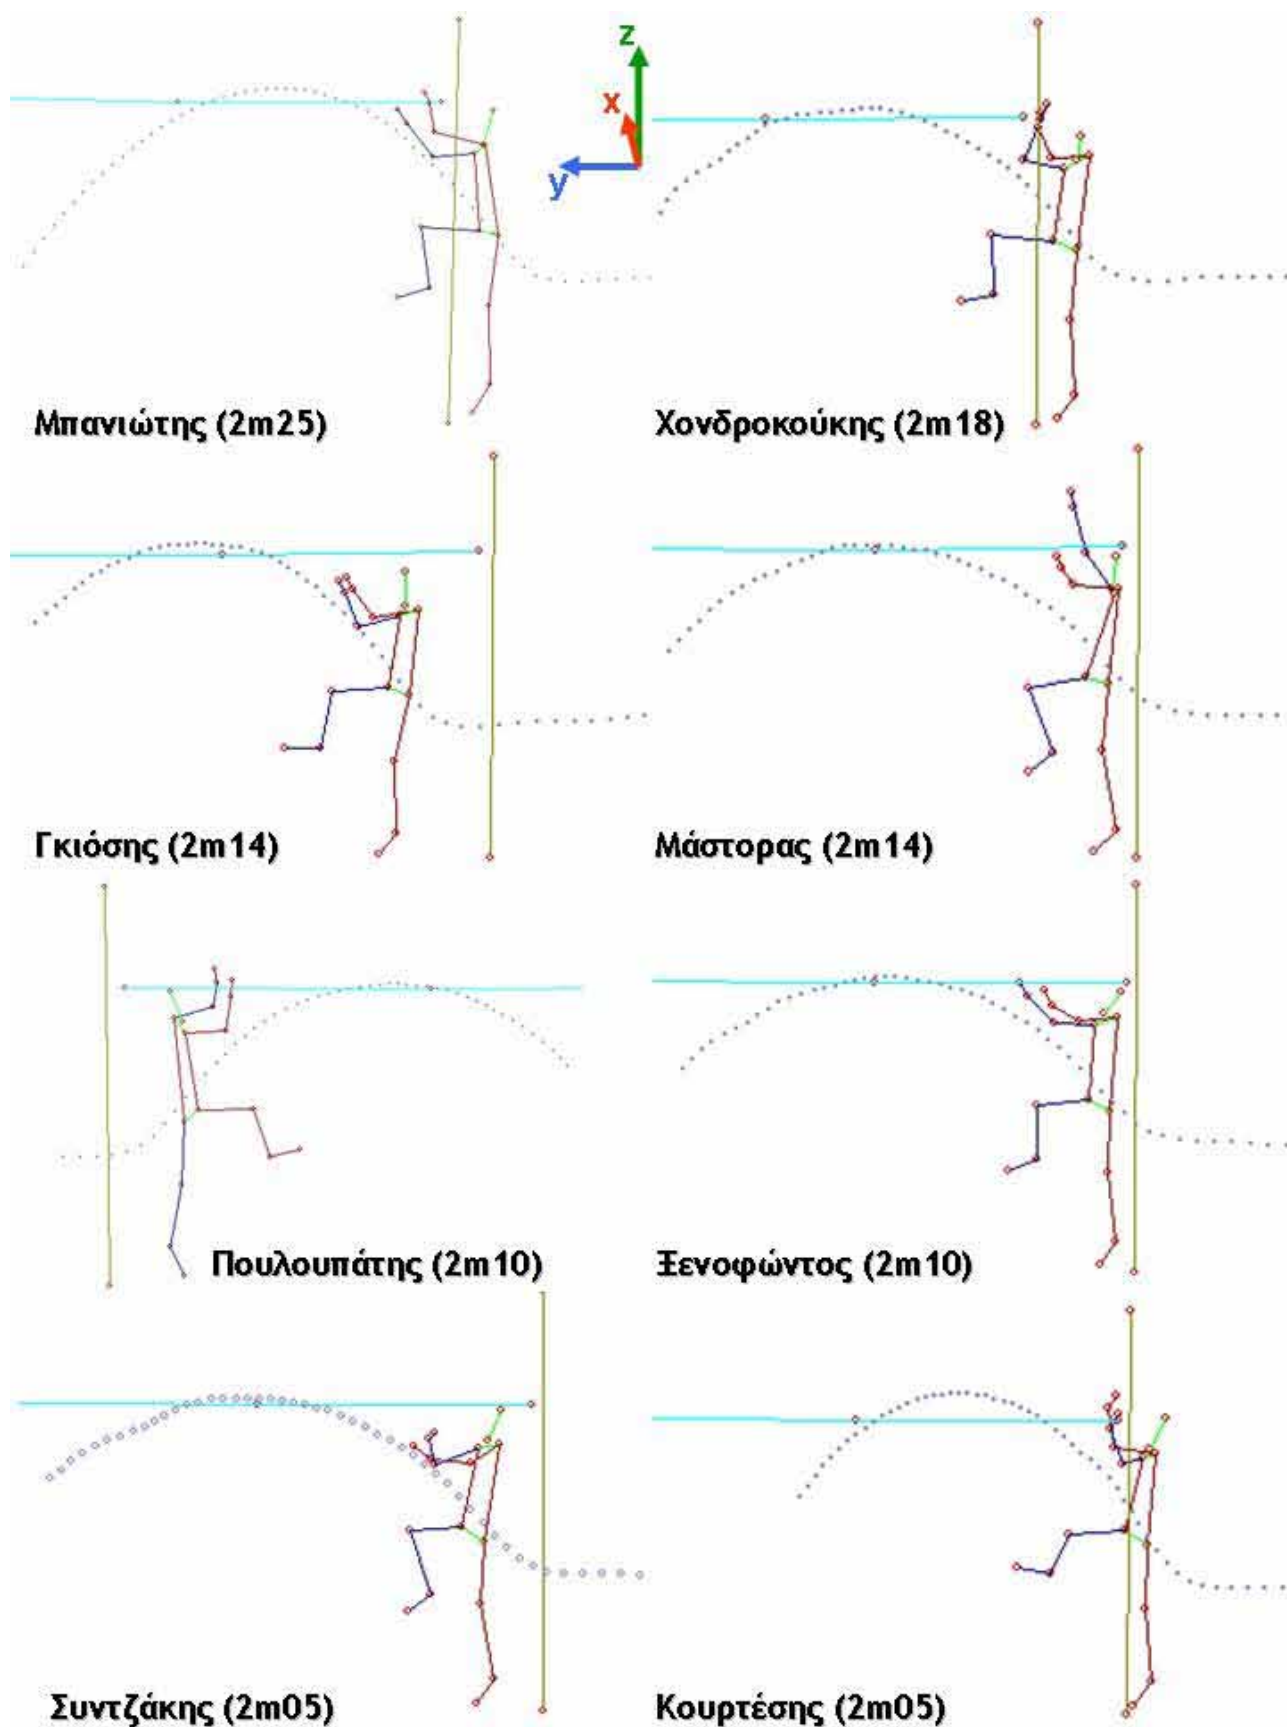 z
x
y
Μπανιώτης (2m25)
Χονδροκούκης (2m18)
Γκιόσης (2m14)
Μάστορας (2m14)
Πουλουπάτης (2m10)
Ξενοφώντος (2m10)
Συντζάκης (2m05)
Κουρτέσης (2m05)